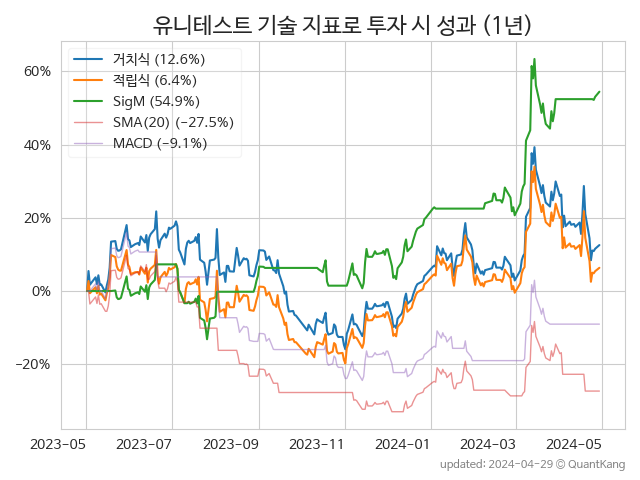 유니테스트 기술 지표로 투자 시 성과 (1년)
거치식 (12.6%)
적립식 (6.4%)
SigM (54.9%)
SMA(20) (−27.5%)
MACD (−9.1%)
60%
40%
20%
0%
−20%
2023-05 2023-07 2023-09 2023-11 2024-01 2024-03 2024-05
updated: 2024-04-29 © QuantKang